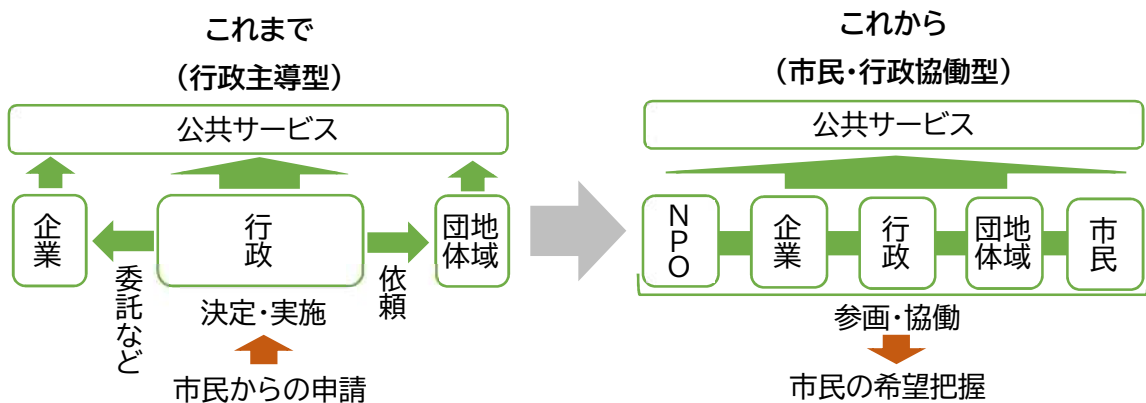 これまで
（行政主導型）
公共サービス
企業
行政
地域
団体
委託など
依頼
決定・実施
市民からの申請
これから
（市民・行政協働型）
公共サービス
NPO
企業
行政
地域
団体
市民
参画・協働
市民の希望把握